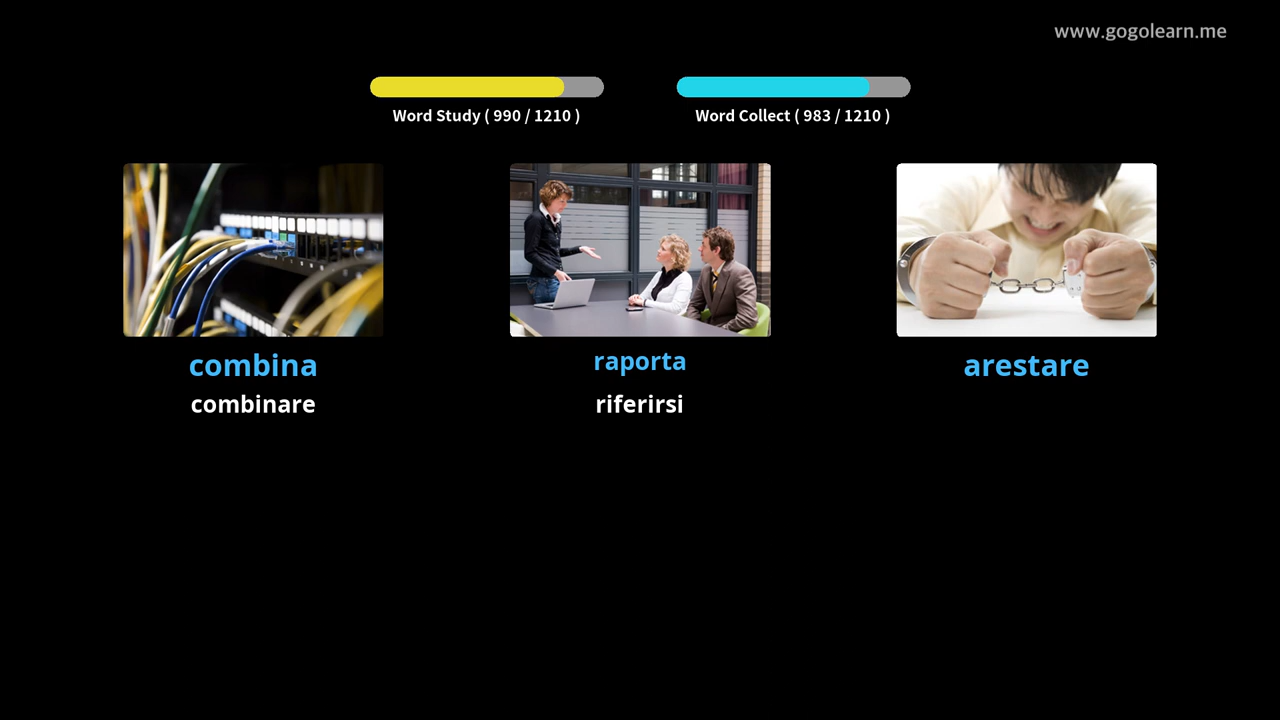 www.gogolearn.me
Word Study ( 990 / 1210 )
Word Collect ( 983 / 1210 )
combina
combinare
raporta
riferirsi
arestare